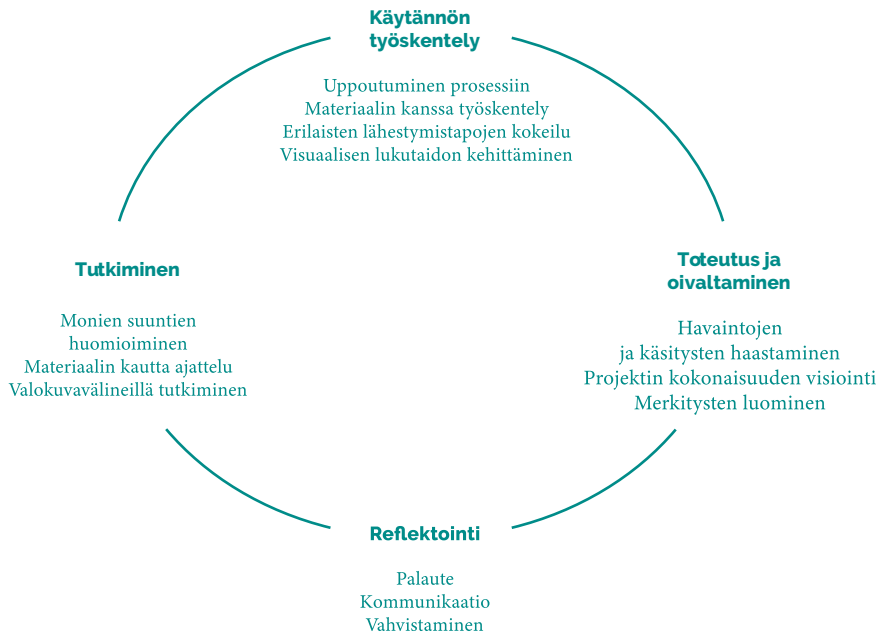 Käytännön
työskentely
Uppoutuminen prosessiin
Materiaalin kanssa työskentely
Erilaisten lähestymistapojen kokeilu
Visuaalisen lukutaidon kehittäminen
Toteutus ja
oivaltaminen
Havaintojen
ja käsitysten haastaminen
Projektin kokonaisuuden visiointi
Merkitysten luominen
Reflektointi
Palaute
Kommunikaatio
Vahvistaminen
Tutkiminen
Monien suuntien
huomioiminen
Materiaalin kautta ajattelu
Valokuvavälineillä tutkiminen